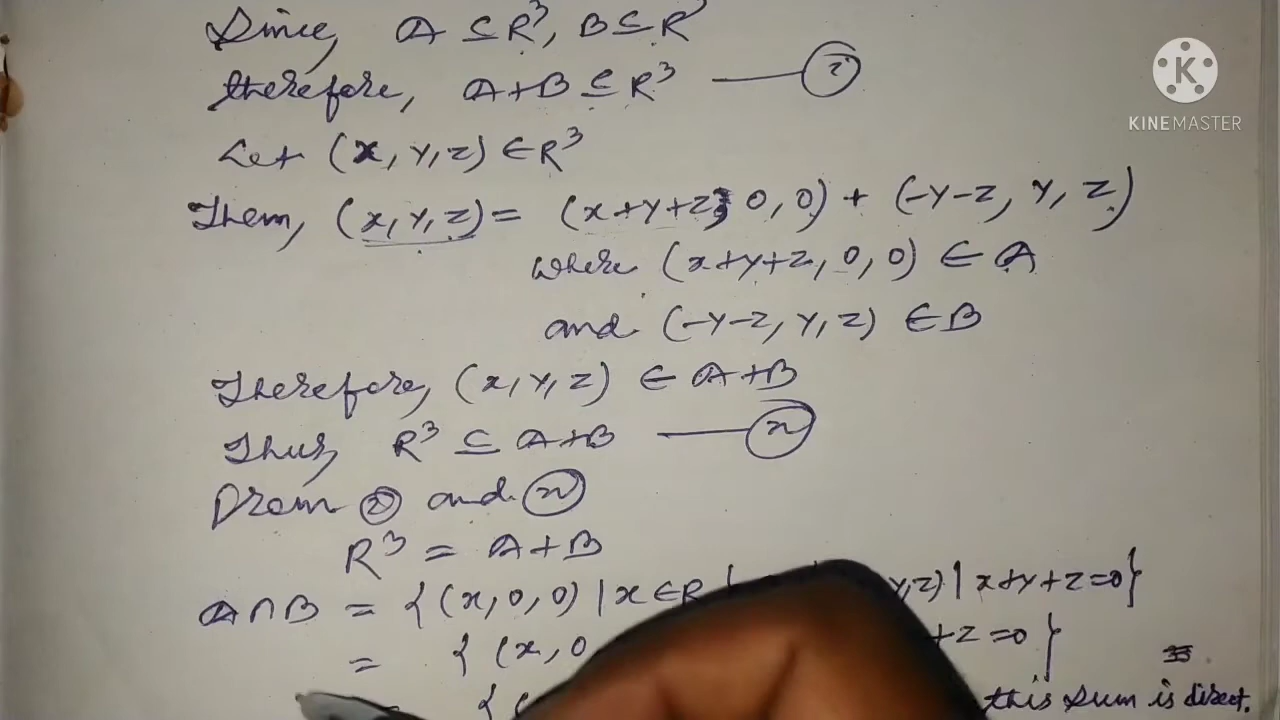 Since, A ⊆ R³, B ⊆ R³
therefore, A+B ⊆ R³ — (i)
KINEMASTER
Let (x, y, z) ∈ R³
Then, (x, y, z) = (x+y+z, 0, 0) + (-y-z, y, z)
where (x+y+z, 0, 0) ∈ A
and (-y-z, y, z) ∈ B
Therefore, (x, y, z) ∈ A+B
Thus, R³ ⊆ A+B — (ii)
From (i) and (ii)
R³ = A+B
A∩B = {(x, 0, 0) | x ∈ R y, z) | x+y+z=0}
= {(x, 0 +z=0}
= { this sum is direct.